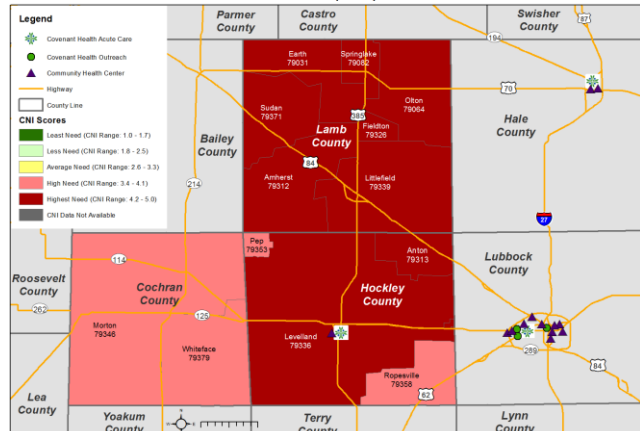 Legend
Covenant Health Acute Care
Covenant Health Outreach
Community Health Center
Highway
County Line
CNI Scores
Least Need (CNI Range: 1.0 - 1.7)
Less Need (CNI Range: 1.8 - 2.5)
Average Need (CNI Range: 2.6 - 3.3)
High Need (CNI Range: 3.4 - 4.1)
Highest Need (CNI Range: 4.2 - 5.0)
CNI Data Not Available
Parmer
County
Castro
County
Swisher
County
87
194
Earth
79031
Springlake
79082
70
Sudan
79371
385
Olton
79064
Hale
County
Bailey
County
Lamb
County
Fieldton
79326
84
Amherst
79312
Littlefield
79339
214
27
Pep
79353
Anton
79313
Lubbock
County
114
Roosevelt
County
Cochran
County
Hockley
County
262
125
Morton
79346
Levelland
79336
Whiteface
79379
289
Ropesville
79358
84
62
Lea
County
Yoakum
County
Terry
County
Lynn
County